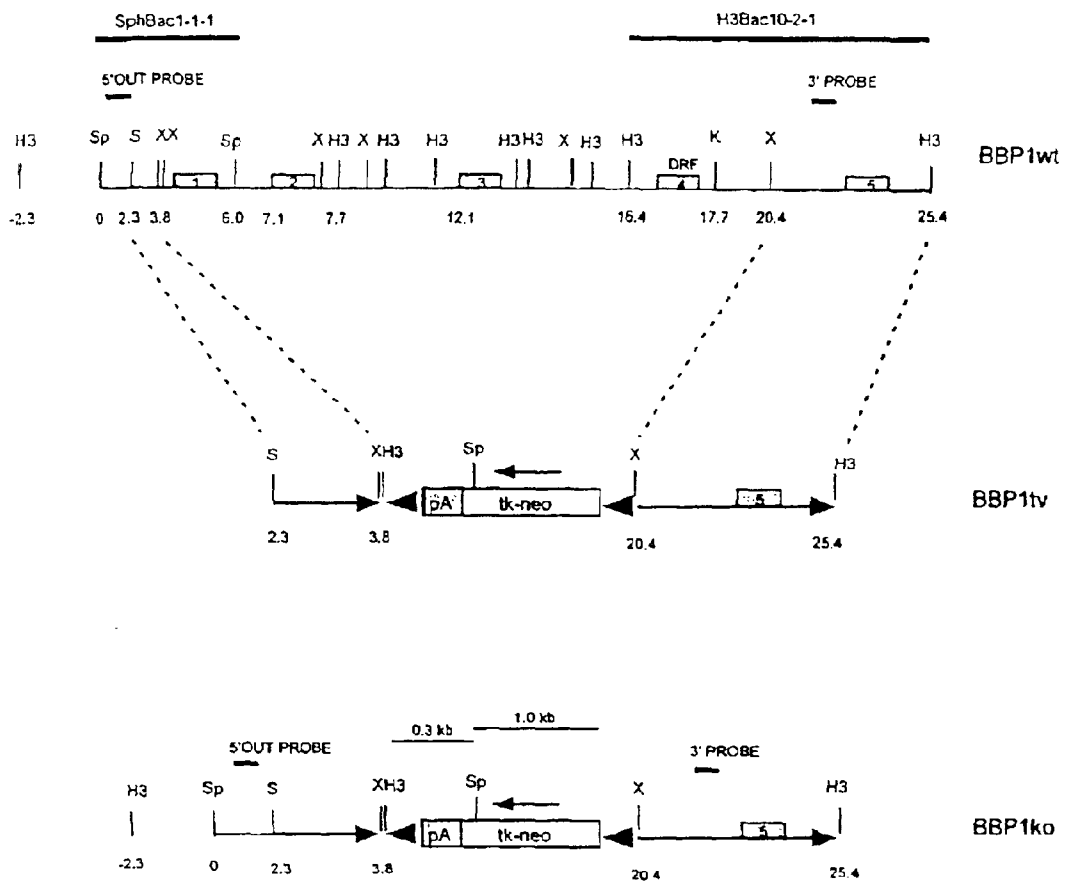 SphBac1-1-1 H3Bac10-2-1
5'OUT PROBE 3' PROBE
H3 Sp S XX Sp X H3 X H3 H3 H3 H3 X H3 H3 K X H3
BBP1wt
1 2 3 DRF 4 5
-2.3 0 2.3 3.8 6.0 7.1 7.7 12.1 16.4 17.7 20.4 25.4
S XH3 Sp X H3
pA tk-neo 5
BBP1tv
2.3 3.8 20.4 25.4
0.3 kb 1.0 kb
5'OUT PROBE 3' PROBE
H3 Sp S XH3 Sp X H3
pA tk-neo 5
BBP1ko
-2.3 0 2.3 3.8 20.4 25.4